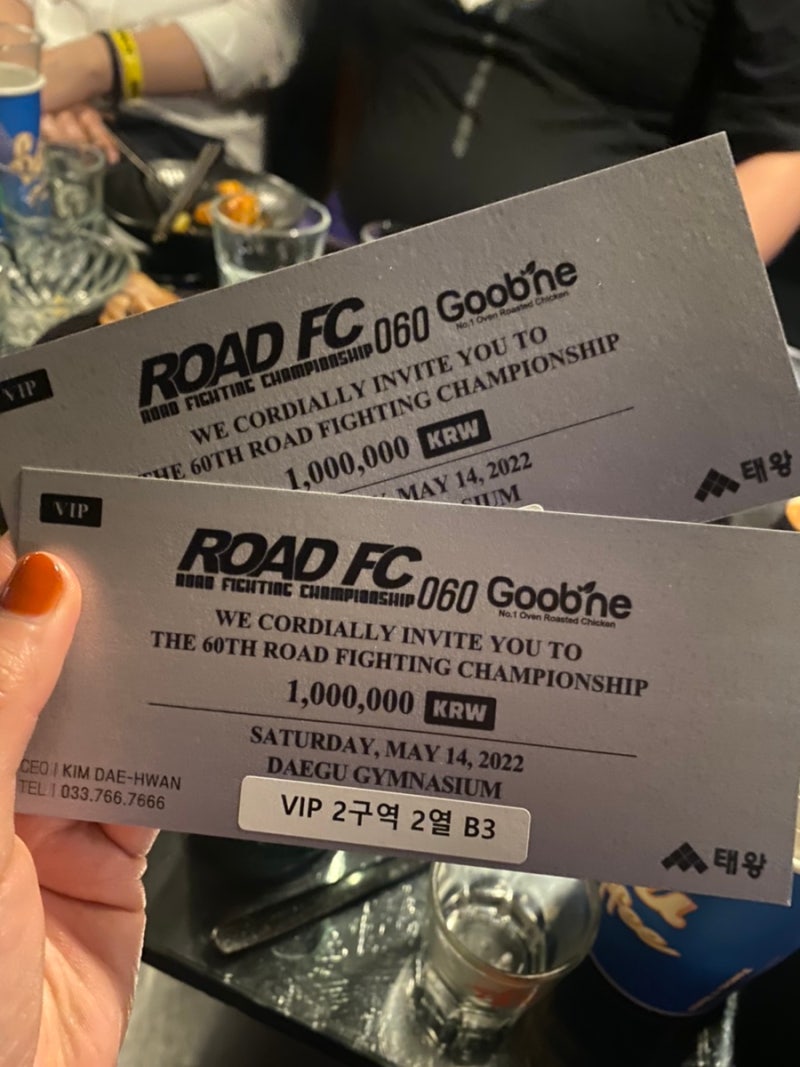 VIP
ROAD FC 060 Goobne
ROAD FIGHTING CHAMPIONSHIP
No.1 Oven Roasted Chicken
WE CORDIALLY INVITE YOU TO
THE 60TH ROAD FIGHTING CHAMPIONSHIP
1,000,000 KRW
MAY 14, 2022
태왕
VIP
ROAD FC 060 Goobne
ROAD FIGHTING CHAMPIONSHIP
No.1 Oven Roasted Chicken
WE CORDIALLY INVITE YOU TO
THE 60TH ROAD FIGHTING CHAMPIONSHIP
1,000,000 KRW
SATURDAY, MAY 14, 2022
DAEGU GYMNASIUM
CEO | KIM DAE-HWAN
TEL | 033.766.7666
VIP 2구역 2열 B3
태왕